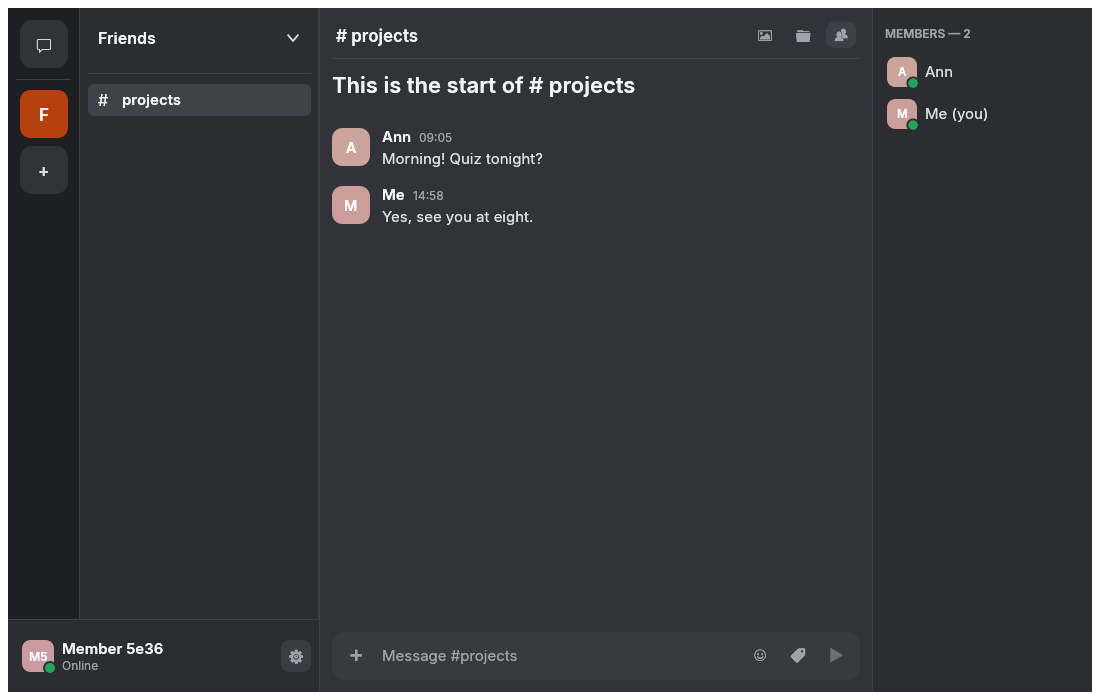 F
+
Friends
# projects
M5
Member 5e36
Online
# projects
This is the start of # projects
A
Ann 09:05
Morning! Quiz tonight?
M
Me 14:58
Yes, see you at eight.
+ Message #projects
MEMBERS — 2
A Ann
M Me (you)